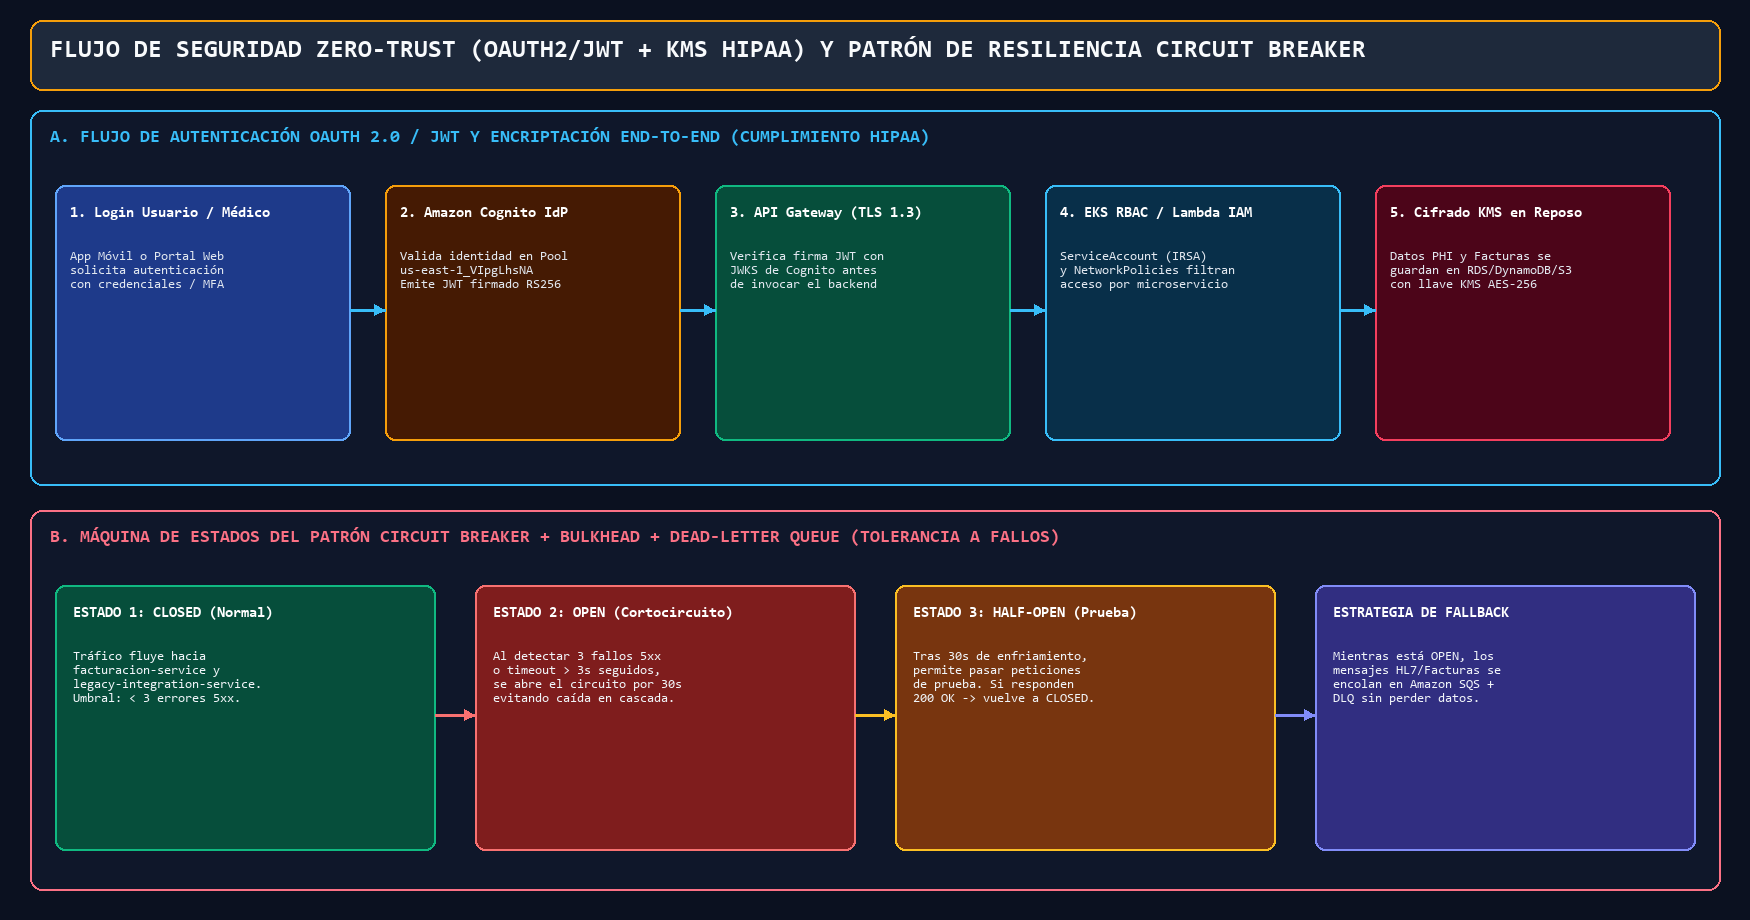 FLUJO DE SEGURIDAD ZERO-TRUST (OAUTH2/JWT + KMS HIPAA) Y PATRÓN DE RESILIENCIA CIRCUIT BREAKER
A. FLUJO DE AUTENTICACIÓN OAUTH 2.0 / JWT Y ENCRIPTACIÓN END-TO-END (CUMPLIMIENTO HIPAA)
1. Login Usuario / Médico
App Móvil o Portal Web
solicita autenticación
con credenciales / MFA
2. Amazon Cognito IdP
Valida identidad en Pool
us-east-1_VIpgLhsNA
Emite JWT firmado RS256
3. API Gateway (TLS 1.3)
Verifica firma JWT con
JWKS de Cognito antes
de invocar el backend
4. EKS RBAC / Lambda IAM
ServiceAccount (IRSA)
y NetworkPolicies filtran
acceso por microservicio
5. Cifrado KMS en Reposo
Datos PHI y Facturas se
guardan en RDS/DynamoDB/S3
con llave KMS AES-256
B. MÁQUINA DE ESTADOS DEL PATRÓN CIRCUIT BREAKER + BULKHEAD + DEAD-LETTER QUEUE (TOLERANCIA A FALLOS)
ESTADO 1: CLOSED (Normal)
Tráfico fluye hacia
facturacion-service y
legacy-integration-service.
Umbral: < 3 errores 5xx.
ESTADO 2: OPEN (Cortocircuito)
Al detectar 3 fallos 5xx
o timeout > 3s seguidos,
se abre el circuito por 30s
evitando caída en cascada.
ESTADO 3: HALF-OPEN (Prueba)
Tras 30s de enfriamiento,
permite pasar peticiones
de prueba. Si responden
200 OK -> vuelve a CLOSED.
ESTRATEGIA DE FALLBACK
Mientras está OPEN, los
mensajes HL7/Facturas se
encolan en Amazon SQS +
DLQ sin perder datos.